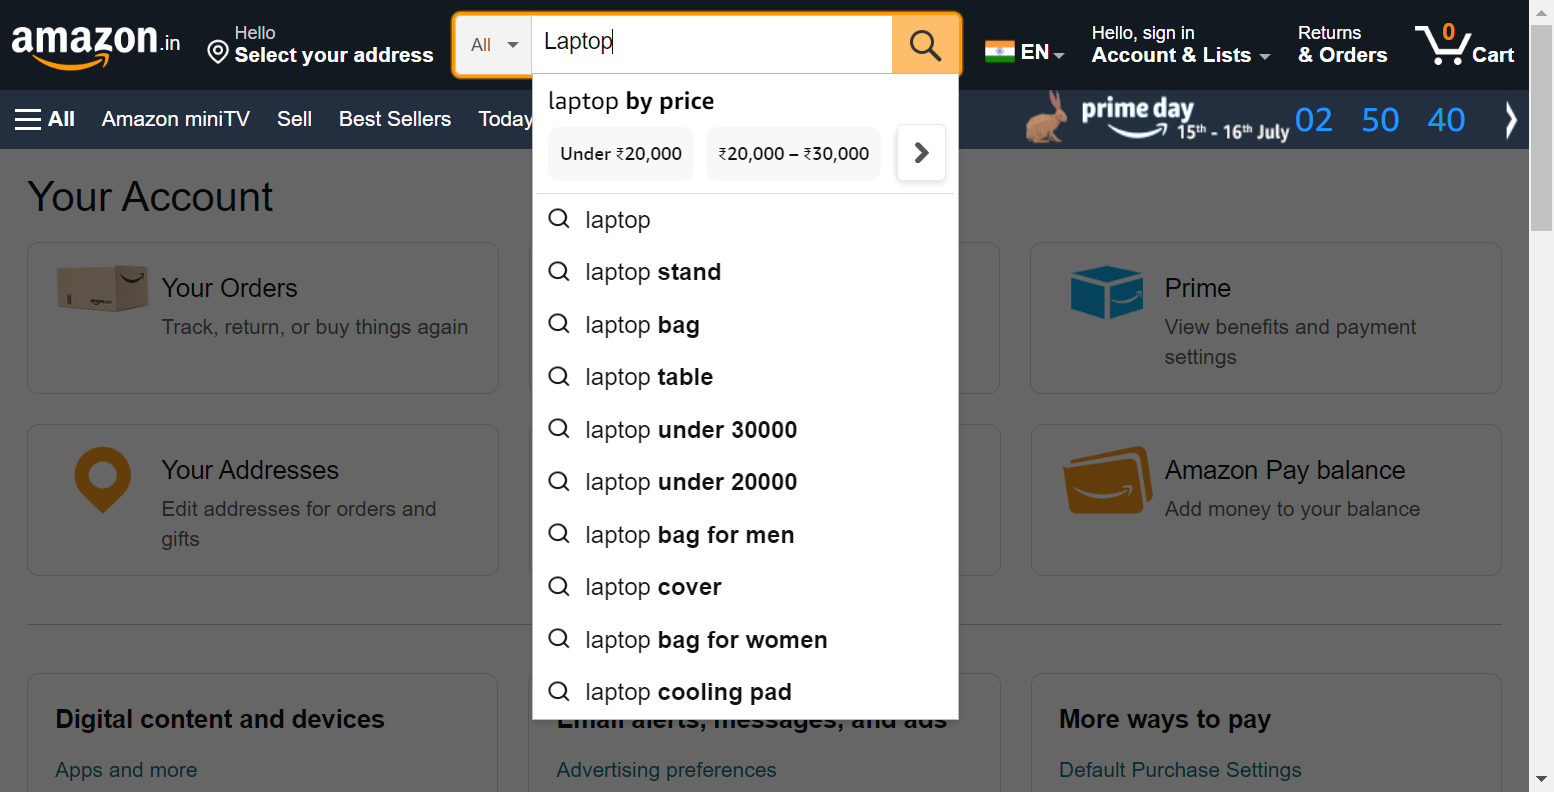 amazon.in
Hello
Select your address
All
Laptop
EN
Hello, sign in
Account & Lists
Returns
& Orders
0
Cart
All
Amazon miniTV
Sell
Best Sellers
Today
prime day
15th - 16th July
02 50 40
Your Account
laptop by price
Under ₹20,000
₹20,000 – ₹30,000
laptop
laptop stand
laptop bag
laptop table
laptop under 30000
laptop under 20000
laptop bag for men
laptop cover
laptop bag for women
laptop cooling pad
Your Orders
Track, return, or buy things again
Prime
View benefits and payment
settings
Your Addresses
Edit addresses for orders and
gifts
Amazon Pay balance
Add money to your balance
Digital content and devices
Apps and more
Email alerts, messages, and ads
Advertising preferences
More ways to pay
Default Purchase Settings